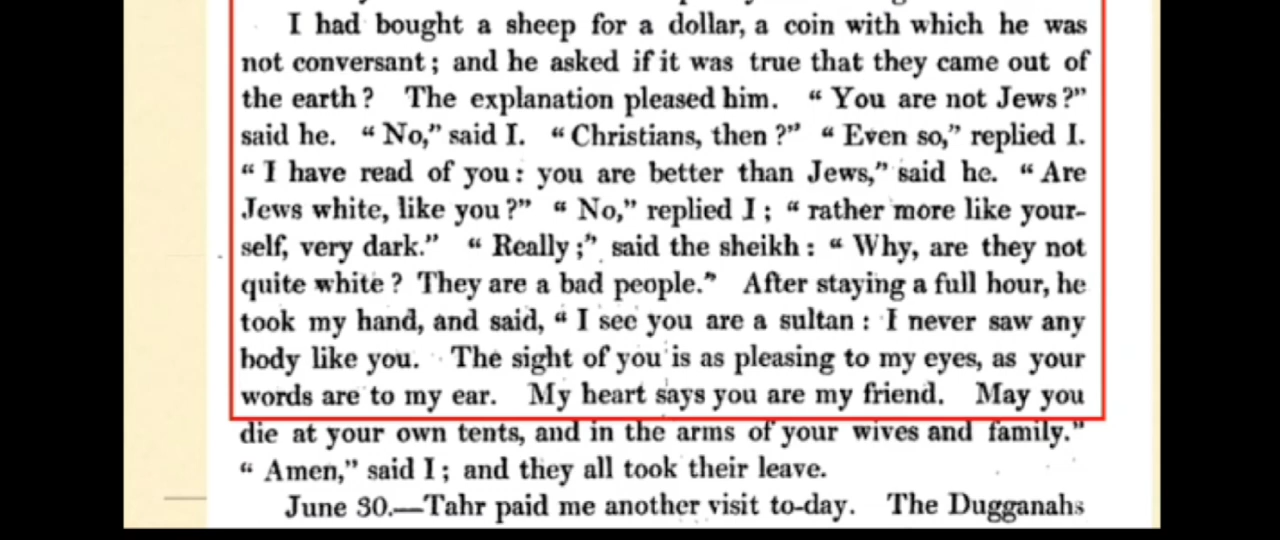 I had bought a sheep for a dollar, a coin with which he was
not conversant; and he asked if it was true that they came out of
the earth? The explanation pleased him. “ You are not Jews?”
said he. “ No,” said I. “ Christians, then ?” “ Even so,” replied I.
“ I have read of you: you are better than Jews,” said he. “ Are
Jews white, like you?” “ No,” replied I; “ rather more like your-
self, very dark.” “ Really;” said the sheikh: “ Why, are they not
quite white? They are a bad people.” After staying a full hour, he
took my hand, and said, “ I see you are a sultan: I never saw any
body like you. The sight of you is as pleasing to my eyes, as your
words are to my ear. My heart says you are my friend. May you
die at your own tents, and in the arms of your wives and family.”
“ Amen,” said I; and they all took their leave.
June 30.—Tahr paid me another visit to-day. The Dugganahs